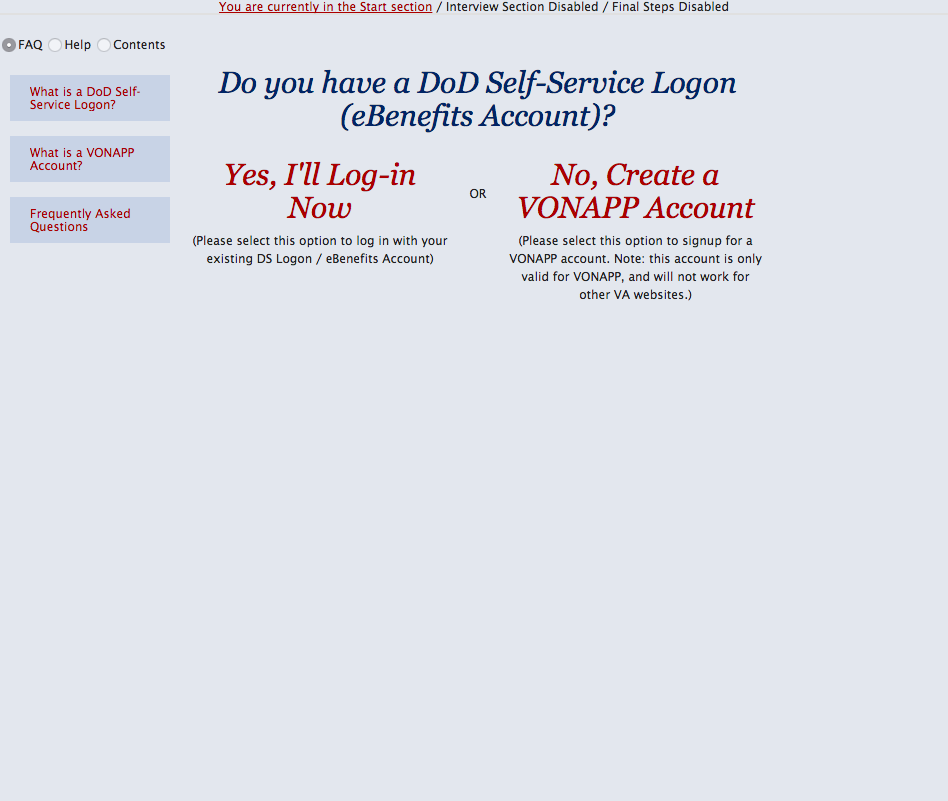 You are currently in the Start section / Interview Section Disabled / Final Steps Disabled
FAQ Help Contents
What is a DoD Self-
Service Logon?
What is a VONAPP
Account?
Frequently Asked
Questions
Do you have a DoD Self-Service Logon
(eBenefits Account)?
Yes, I'll Log-in
Now
(Please select this option to log in with your
existing DS Logon / eBenefits Account)
OR
No, Create a
VONAPP Account
(Please select this option to signup for a
VONAPP account. Note: this account is only
valid for VONAPP, and will not work for
other VA websites.)